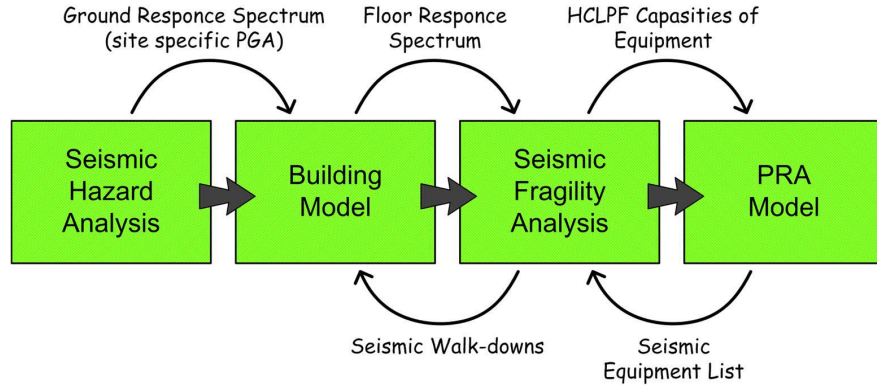 Ground Responce Spectrum
(site specific PGA)
Floor Responce
Spectrum
HCLPF Capasities of
Equipment
Seismic
Hazard
Analysis
Building
Model
Seismic
Fragility
Analysis
PRA
Model
Seismic Walk-downs
Seismic
Equipment List